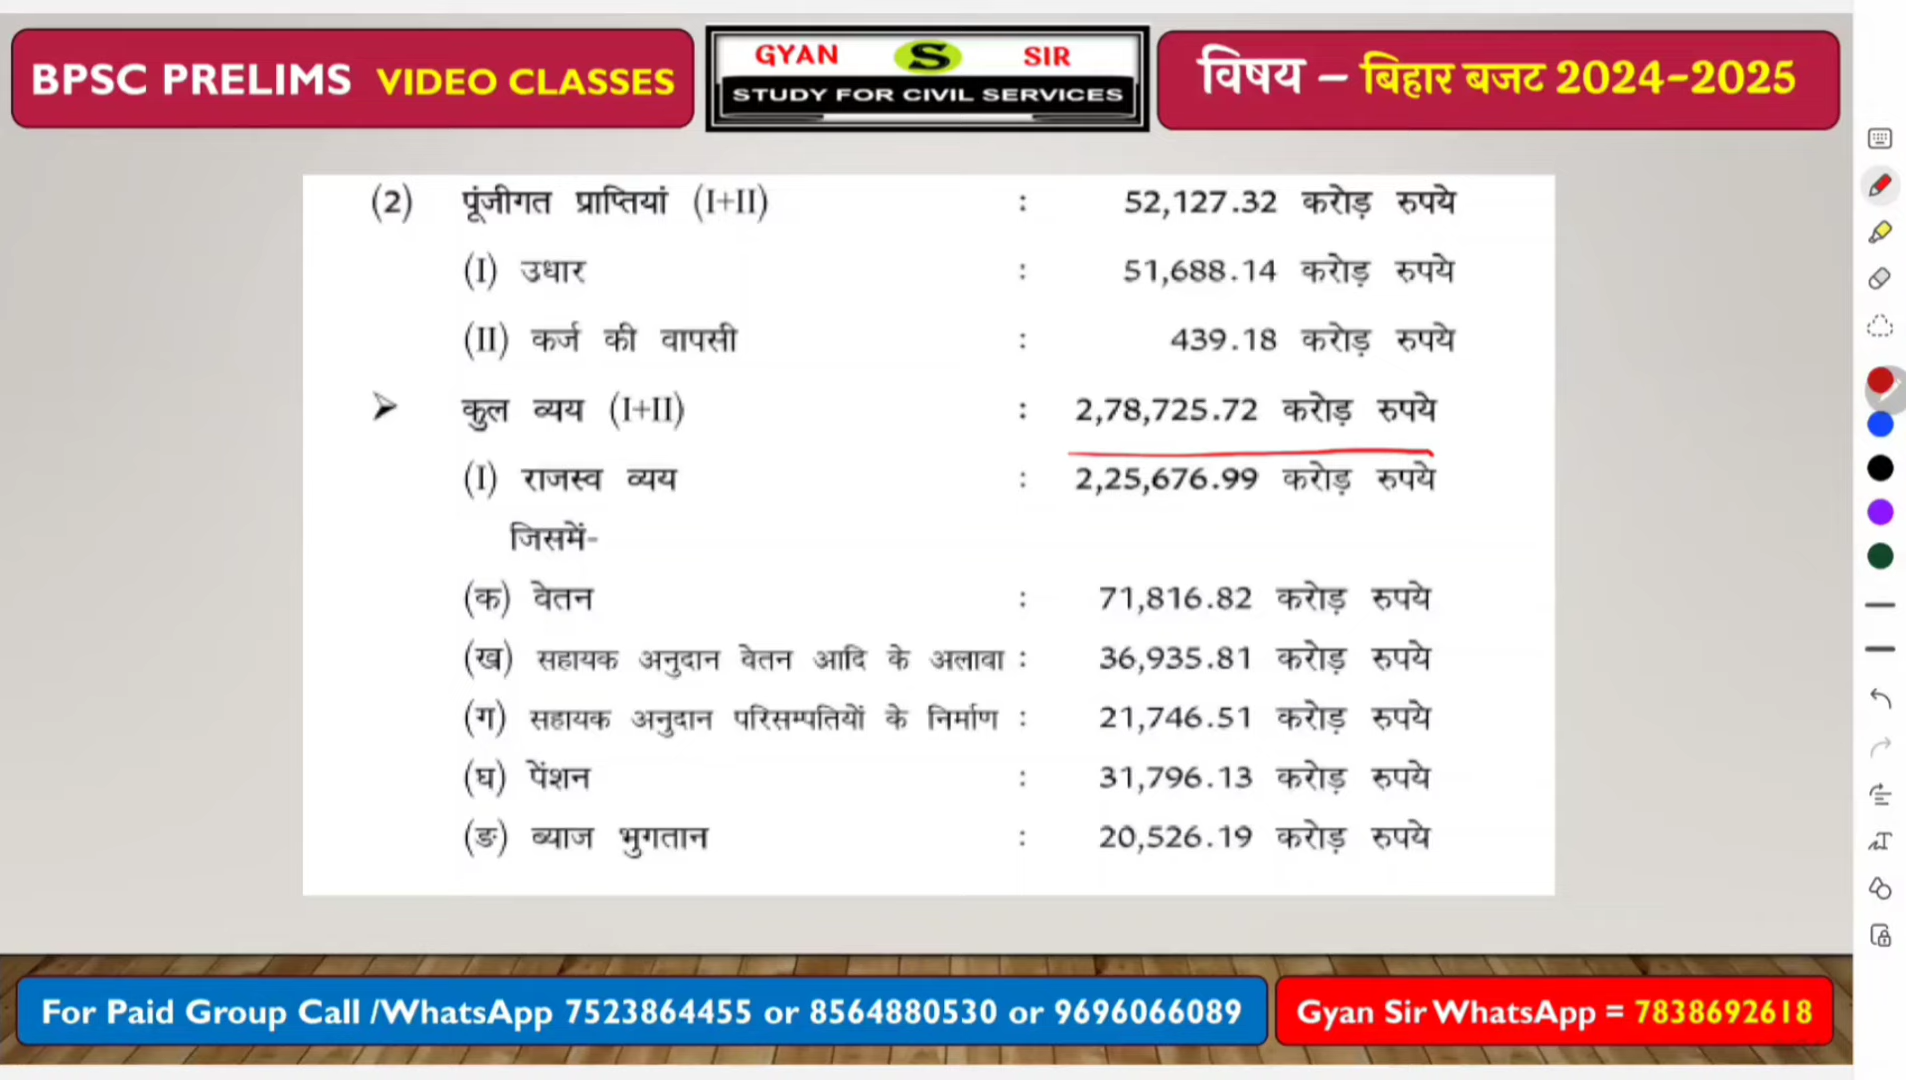 BPSC PRELIMS VIDEO CLASSES
GYAN S SIR
STUDY FOR CIVIL SERVICES
विषय – बिहार बजट 2024-2025
(2) पूंजीगत प्राप्तियां (I+II) : 52,127.32 करोड़ रुपये
(I) उधार : 51,688.14 करोड़ रुपये
(II) कर्ज की वापसी : 439.18 करोड़ रुपये
➢ कुल व्यय (I+II) : 2,78,725.72 करोड़ रुपये
(I) राजस्व व्यय : 2,25,676.99 करोड़ रुपये
जिसमें-
(क) वेतन : 71,816.82 करोड़ रुपये
(ख) सहायक अनुदान वेतन आदि के अलावा : 36,935.81 करोड़ रुपये
(ग) सहायक अनुदान परिसम्पतियों के निर्माण : 21,746.51 करोड़ रुपये
(घ) पेंशन : 31,796.13 करोड़ रुपये
(ङ) ब्याज भुगतान : 20,526.19 करोड़ रुपये
For Paid Group Call /WhatsApp 7523864455 or 8564880530 or 9696066089
Gyan Sir WhatsApp = 7838692618